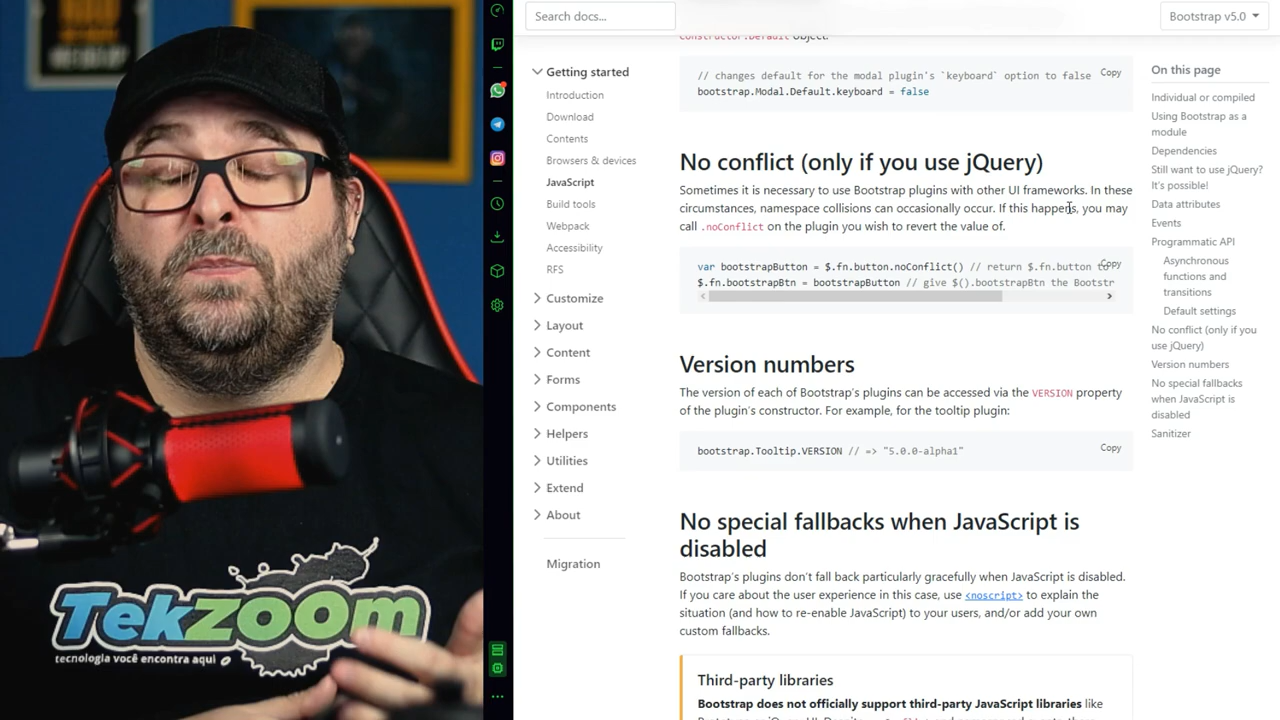 TekZoom
tecnologia você encontra aqui
Search docs...
Bootstrap v5.0
Getting started
Introduction
Download
Contents
Browsers & devices
JavaScript
Build tools
Webpack
Accessibility
RFS
Customize
Layout
Content
Forms
Components
Helpers
Utilities
Extend
About
Migration
Constructor.Default object.
// changes default for the modal plugin's `keyboard` option to false
Copy
bootstrap.Modal.Default.keyboard = false
No conflict (only if you use jQuery)
Sometimes it is necessary to use Bootstrap plugins with other UI frameworks. In these
circumstances, namespace collisions can occasionally occur. If this happens, you may
call .noConflict on the plugin you wish to revert the value of.
Copy
var bootstrapButton = $.fn.button.noConflict() // return $.fn.button to
$.fn.bootstrapBtn = bootstrapButton // give $().bootstrapBtn the Bootstr
Version numbers
The version of each of Bootstrap's plugins can be accessed via the VERSION property
of the plugin's constructor. For example, for the tooltip plugin:
bootstrap.Tooltip.VERSION // => "5.0.0-alpha1"
Copy
No special fallbacks when JavaScript is
disabled
Bootstrap's plugins don't fall back particularly gracefully when JavaScript is disabled.
If you care about the user experience in this case, use <noscript> to explain the
situation (and how to re-enable JavaScript) to your users, and/or add your own
custom fallbacks.
Third-party libraries
Bootstrap does not officially support third-party JavaScript libraries like
On this page
Individual or compiled
Using Bootstrap as a
module
Dependencies
Still want to use jQuery?
It's possible!
Data attributes
Events
Programmatic API
Asynchronous
functions and
transitions
Default settings
No conflict (only if you
use jQuery)
Version numbers
No special fallbacks
when JavaScript is
disabled
Sanitizer